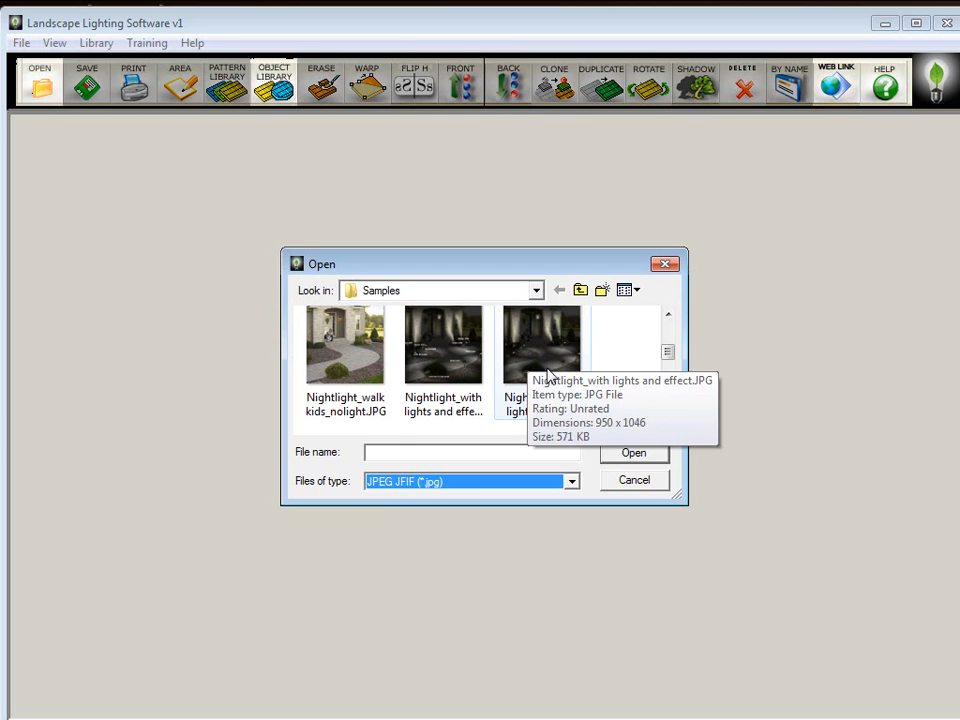 Landscape Lighting Software v1
File View Library Training Help
OPEN SAVE PRINT AREA PATTERN LIBRARY OBJECT LIBRARY ERASE WARP FLIP H FRONT BACK CLONE DUPLICATE ROTATE SHADOW DELETE BY NAME WEB LINK HELP
Open
Look in: Samples
Nightlight_walk kids_nolight.JPG
Nightlight_with lights and effe...
Nightlight_with lights and effect.JPG
Item type: JPG File
Rating: Unrated
Dimensions: 950 x 1046
Size: 571 KB
File name: Open
Files of type: JPEG JFIF (*.jpg) Cancel